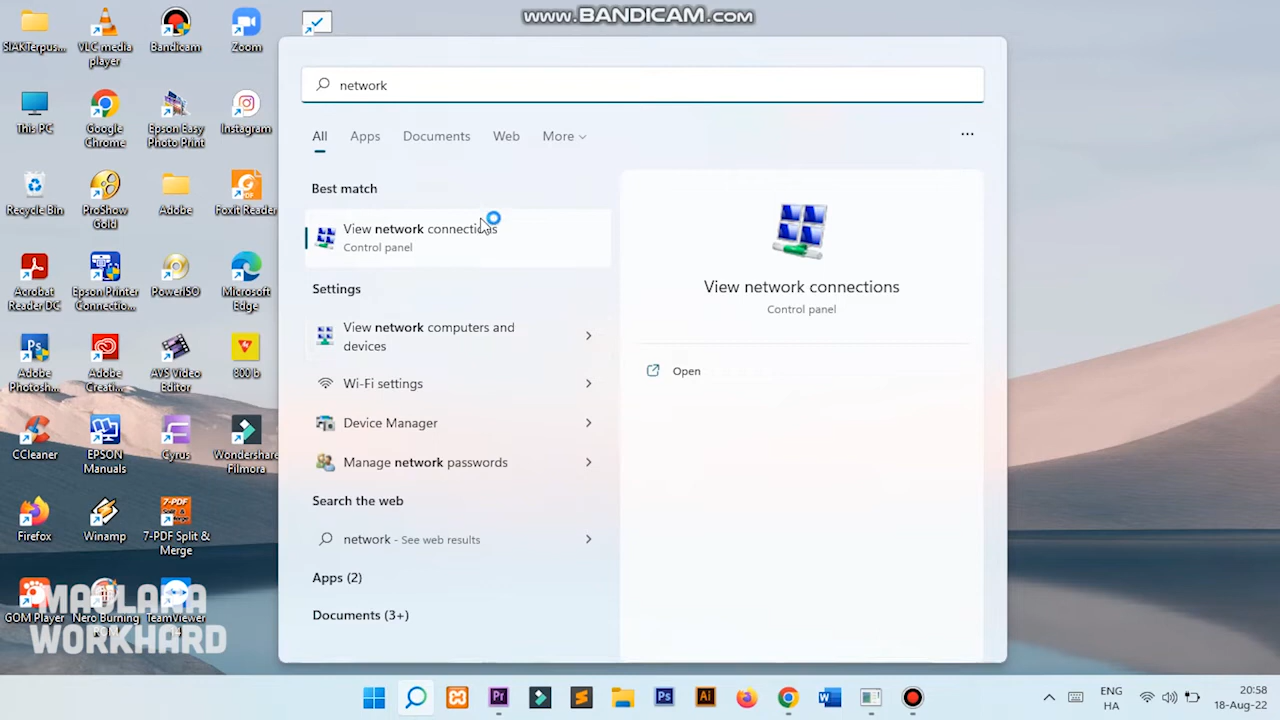 www.BANDICAM.com
SIAKTerpus...
VLC media
player
Bandicam
Zoom
This PC
Google
Chrome
Epson Easy
Photo Print
Instagram
Recycle Bin
ProShow
Gold
Adobe
Foxit Reader
Acrobat
Reader DC
Epson Printer
Connectio...
PowerISO
Microsoft
Edge
Adobe
Photosh...
Adobe
Creati...
AVS Video
Editor
800 b
CCleaner
EPSON
Manuals
Cyrus
Wondershare
Filmora
Firefox
Winamp
7-PDF Split &
Merge
GOM Player
Nero Burning
ROM
TeamViewer
14
MAULANA
WORKHARD
network
All
Apps
Documents
Web
More
...
Best match
View network connections
Control panel
Settings
View network computers and
devices
Wi-Fi settings
Device Manager
Manage network passwords
Search the web
network - See web results
Apps (2)
Documents (3+)
View network connections
Control panel
Open
ENG
HA
20:58
18-Aug-22